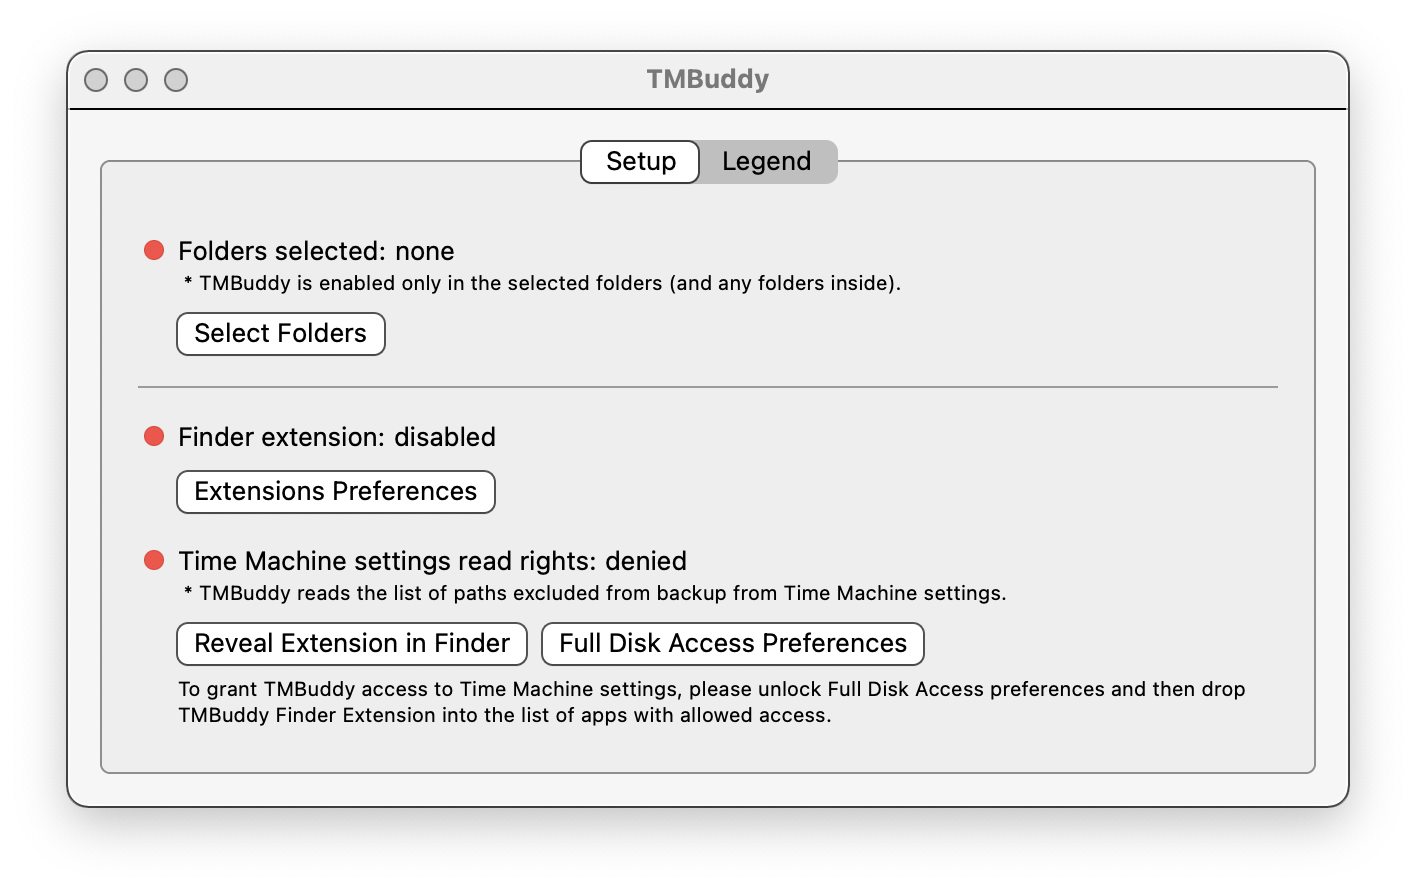 TMBuddy
Setup Legend
Folders selected: none
* TMBuddy is enabled only in the selected folders (and any folders inside).
Select Folders
Finder extension: disabled
Extensions Preferences
Time Machine settings read rights: denied
* TMBuddy reads the list of paths excluded from backup from Time Machine settings.
Reveal Extension in Finder Full Disk Access Preferences
To grant TMBuddy access to Time Machine settings, please unlock Full Disk Access preferences and then drop
TMBuddy Finder Extension into the list of apps with allowed access.